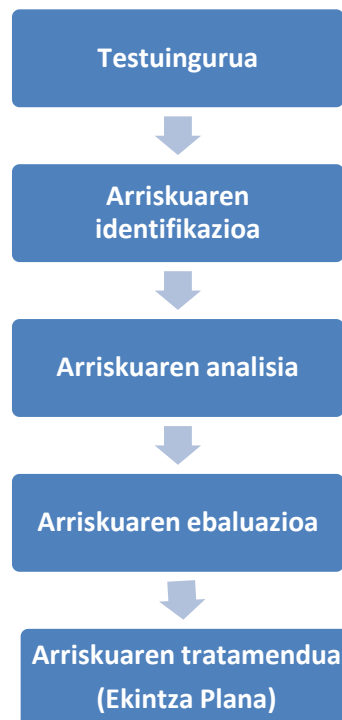 Testuingurua
Arriskuaren
identifikazioa
Arriskuaren analisia
Arriskuaren ebaluazioa
Arriskuaren tratamendua
(Ekintza Plana)